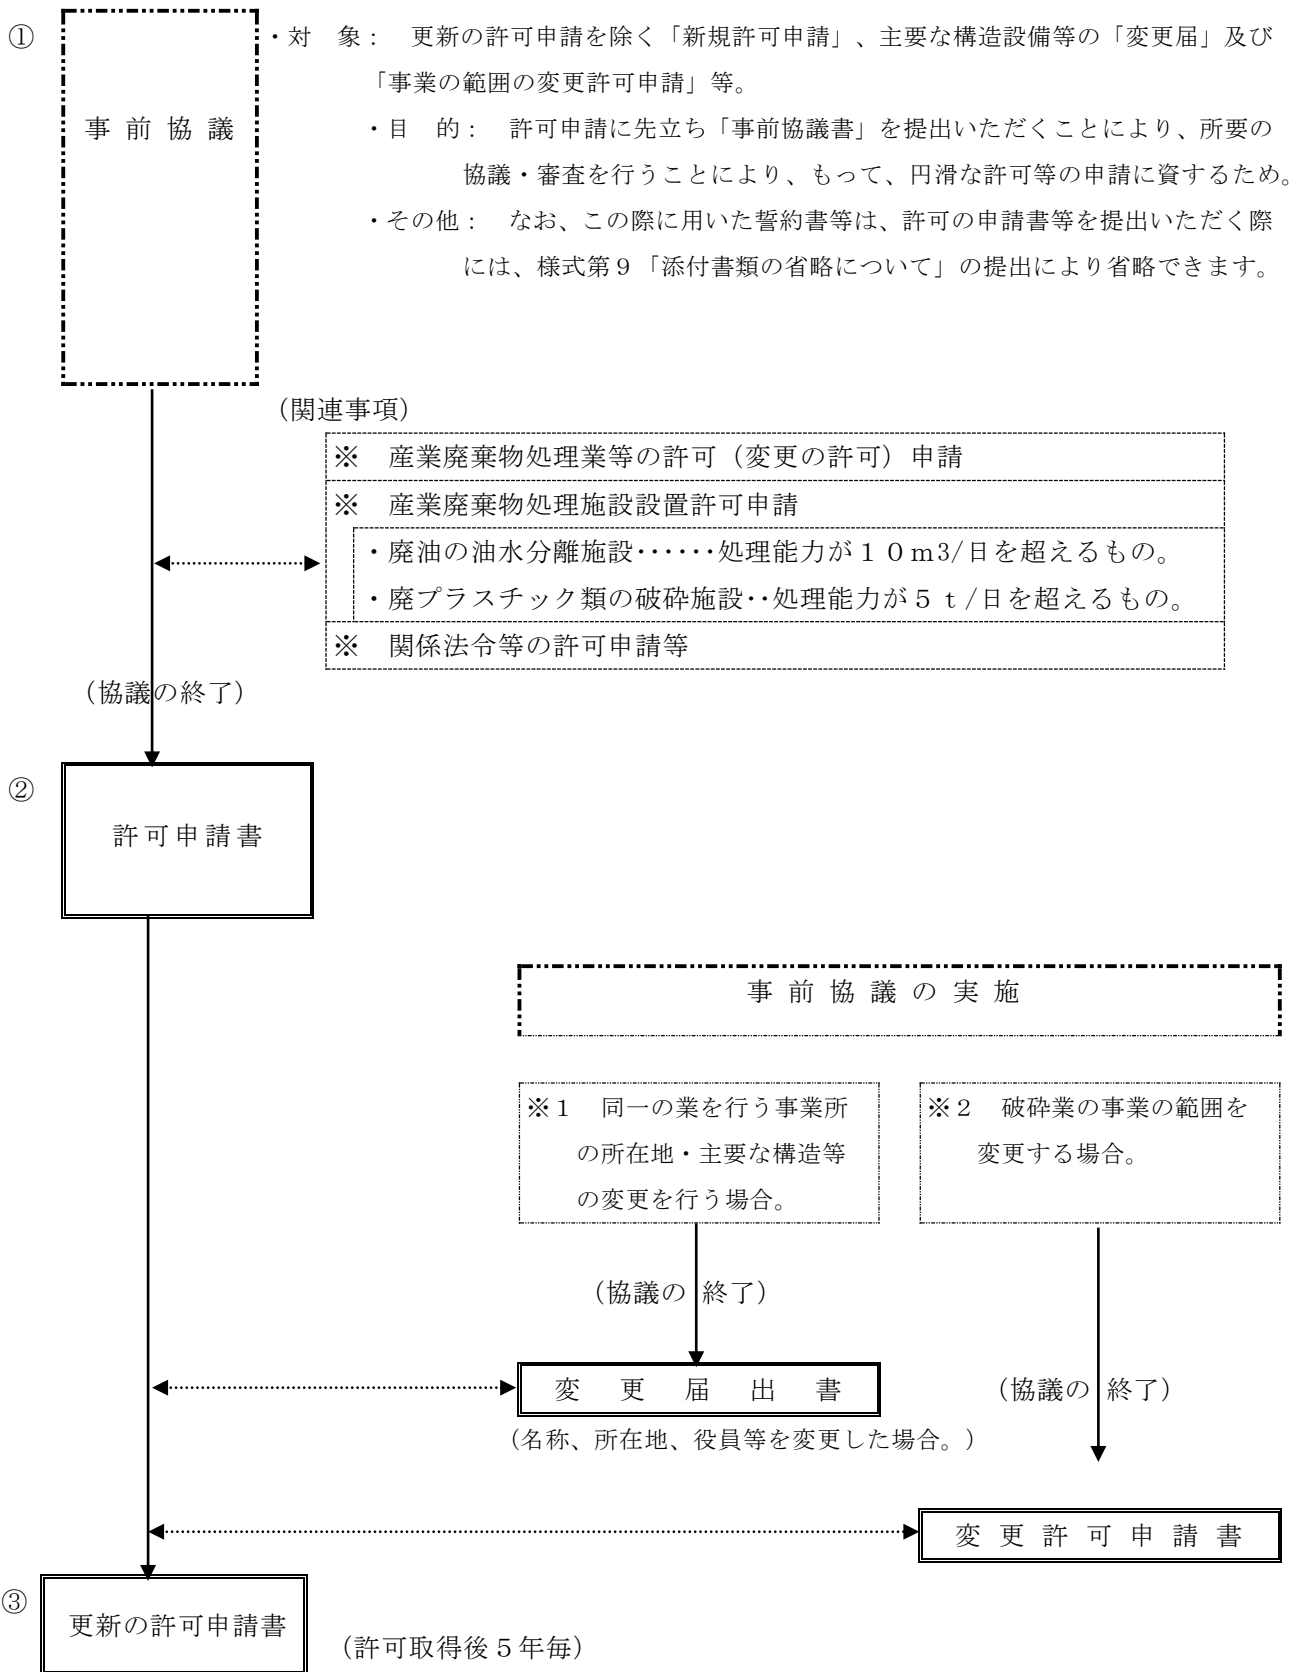 ①
・対　象：　更新の許可申請を除く「新規許可申請」、主要な構造設備等の「変更届」及び
「事業の範囲の変更許可申請」等。
事 前 協 議
・目　的：　許可申請に先立ち「事前協議書」を提出いただくことにより、所要の
協議・審査を行うことにより、もって、円滑な許可等の申請に資するため。
・その他：　なお、この際に用いた誓約書等は、許可の申請書等を提出いただく際
には、様式第９「添付書類の省略について」の提出により省略できます。
（関連事項）
※　産業廃棄物処理業等の許可（変更の許可）申請
※　産業廃棄物処理施設設置許可申請
・廃油の油水分離施設‥‥‥処理能力が１０m3/日を超えるもの。
・廃プラスチック類の破砕施設‥処理能力が５ｔ/日を超えるもの。
※　関係法令等の許可申請等
（協議の終了）
②
許可申請書
事 前 協 議 の 実 施
※１　同一の業を行う事業所
の所在地・主要な構造等
の変更を行う場合。
※２　破砕業の事業の範囲を
変更する場合。
（協議の 終了）
変　更　届　出　書
（協議の 終了）
（名称、所在地、役員等を変更した場合。）
変 更 許 可 申 請 書
③
更新の許可申請書
（許可取得後５年毎）